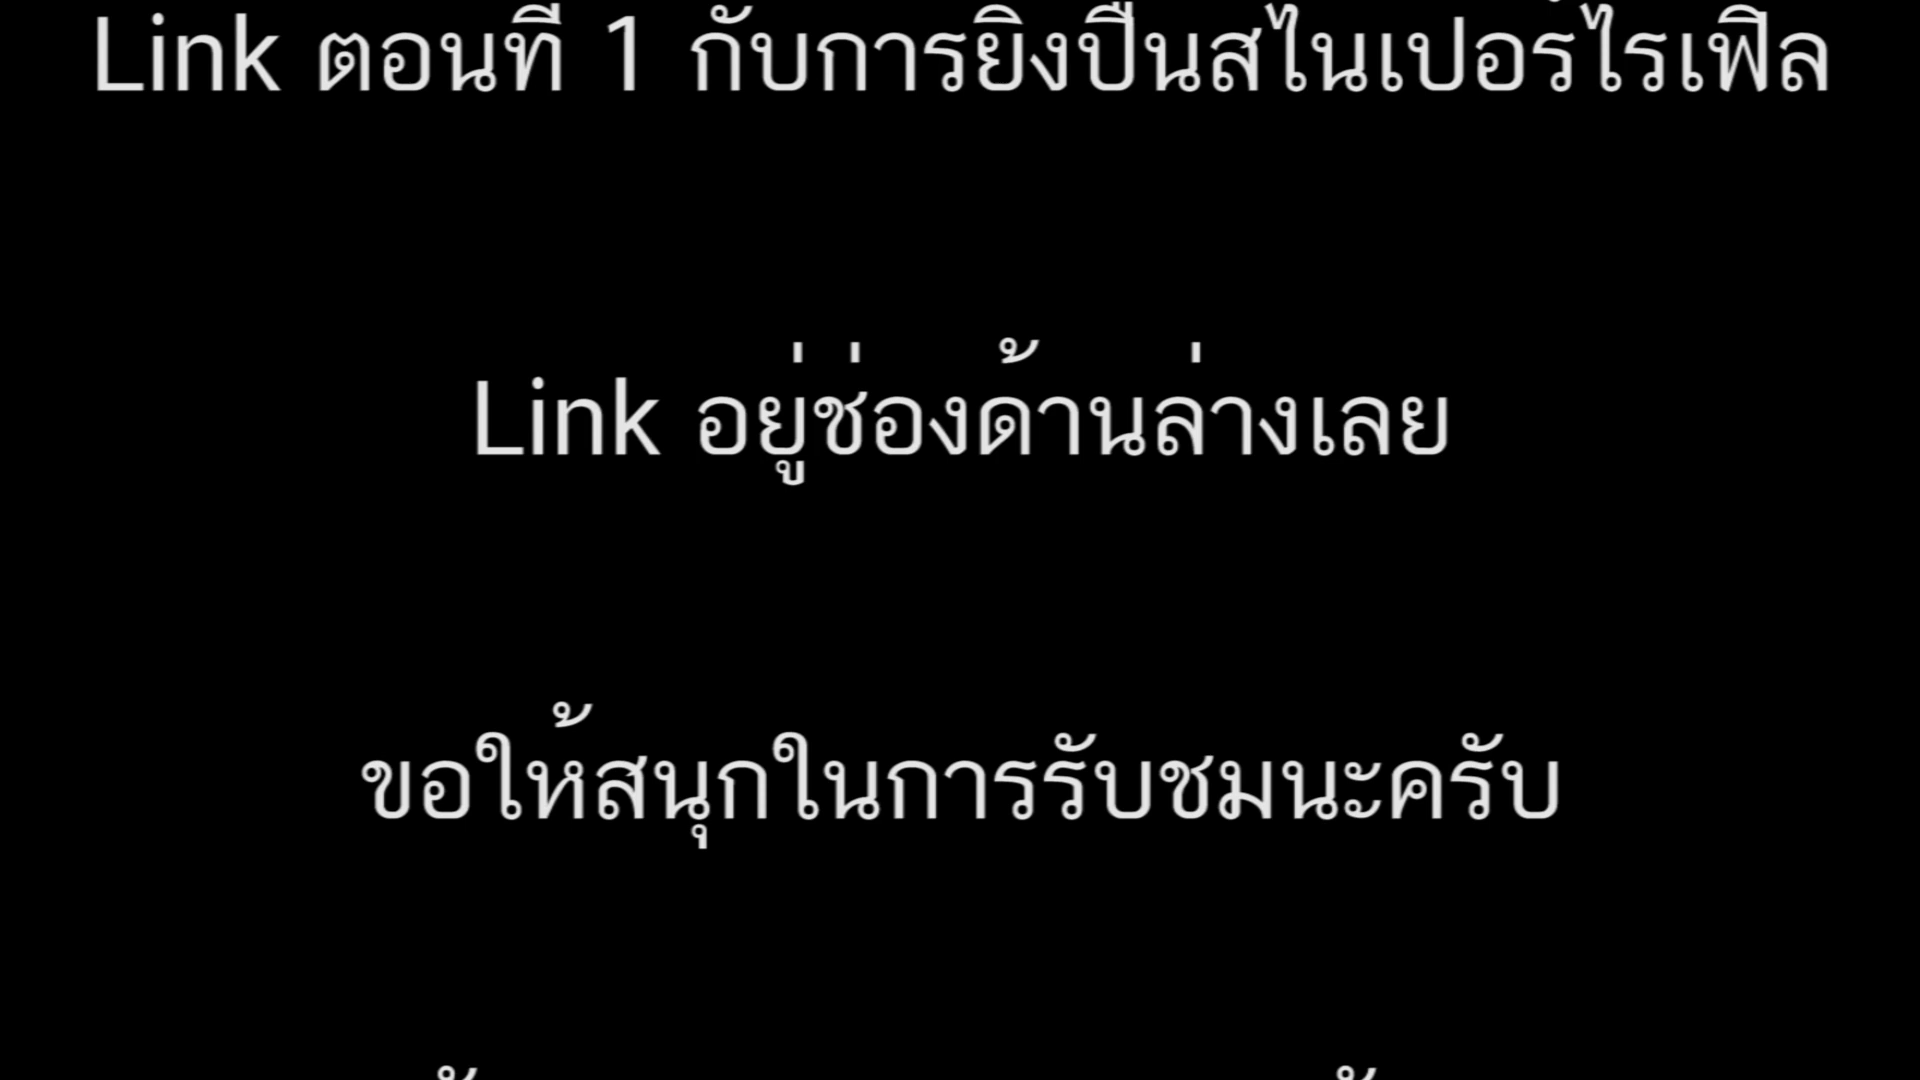 Link ตอนที่ 1 กับการยิงปืนสไนเปอร์ไรเฟิล
Link อยู่ช่องด้านล่างเลย
ขอให้สนุกในการรับชมนะครับ